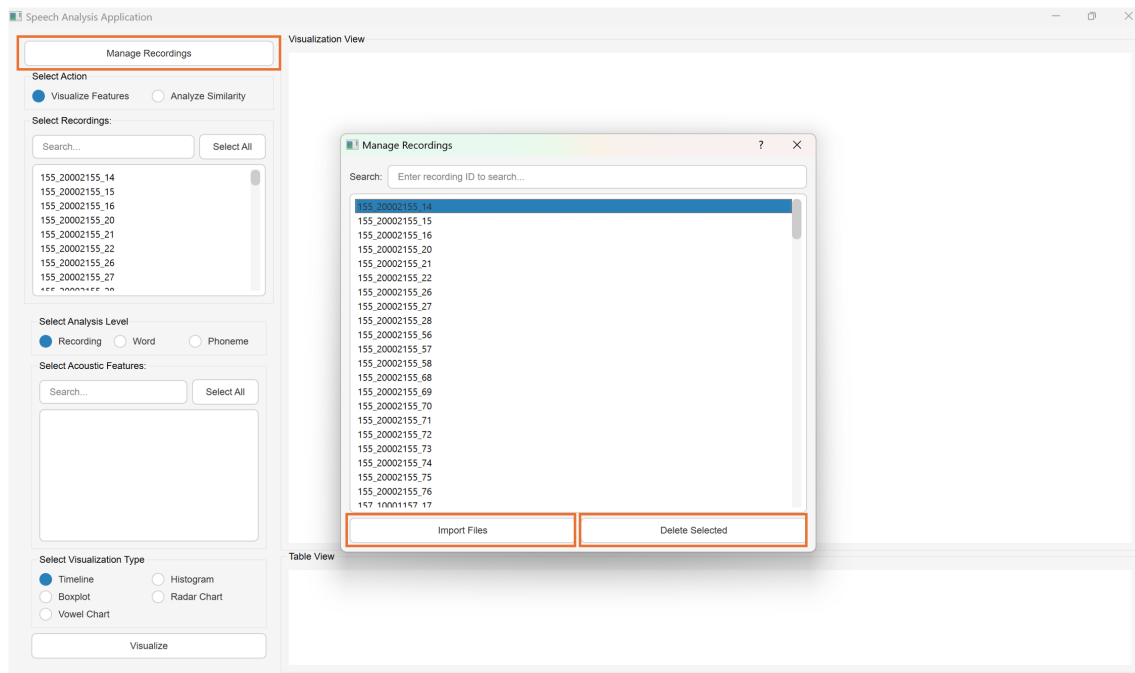 Speech Analysis Application
Manage Recordings
Select Action
Visualize Features
Analyze Similarity
Select Recordings:
Search...
Select All
155_20002155_14
155_20002155_15
155_20002155_16
155_20002155_20
155_20002155_21
155_20002155_22
155_20002155_26
155_20002155_27
155_20002155_28
Select Analysis Level
Recording
Word
Phoneme
Select Acoustic Features:
Search...
Select All
Select Visualization Type
Timeline
Histogram
Boxplot
Radar Chart
Vowel Chart
Visualize
Visualization View
Manage Recordings
?
Search:
Enter recording ID to search...
155_20002155_14
155_20002155_15
155_20002155_16
155_20002155_20
155_20002155_21
155_20002155_22
155_20002155_26
155_20002155_27
155_20002155_28
155_20002155_56
155_20002155_57
155_20002155_58
155_20002155_68
155_20002155_69
155_20002155_70
155_20002155_71
155_20002155_72
155_20002155_73
155_20002155_74
155_20002155_75
155_20002155_76
157_10001157_17
Import Files
Delete Selected
Table View